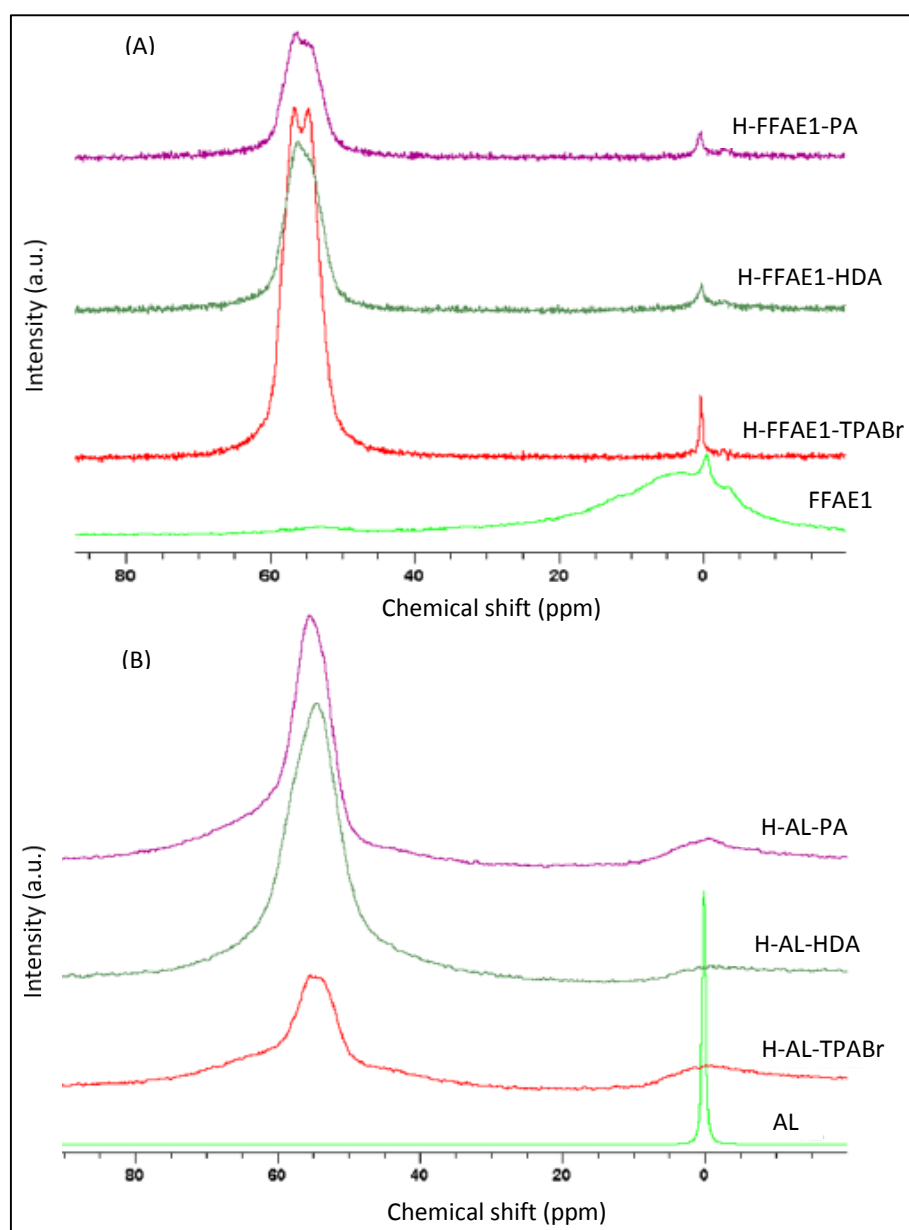 (A)
H-FFAE1-PA
H-FFAE1-HDA
H-FFAE1-TPABr
FFAE1
Intensity (a.u.)
80 60 40 20 0
Chemical shift (ppm)
(B)
H-AL-PA
H-AL-HDA
H-AL-TPABr
AL
Intensity (a.u.)
80 60 40 20 0
Chemical shift (ppm)